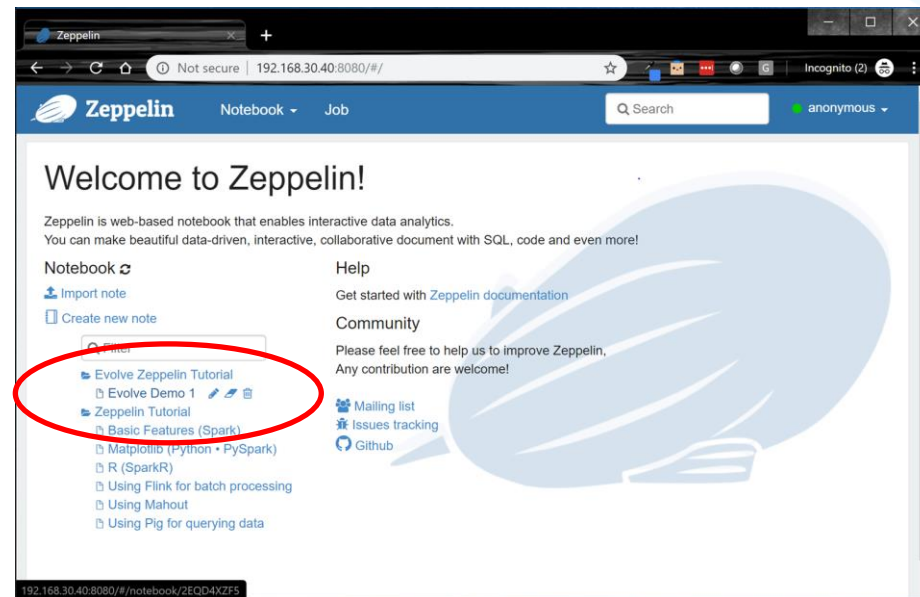 Zeppelin
Not secure | 192.168.30.40:8080/#/
G
Incognito (2)
Zeppelin
Notebook
Job
Search
anonymous
Welcome to Zeppelin!
Zeppelin is web-based notebook that enables interactive data analytics.
You can make beautiful data-driven, interactive, collaborative document with SQL, code and even more!
Notebook
Import note
Create new note
Filter
Evolve Zeppelin Tutorial
Evolve Demo 1
Zeppelin Tutorial
Basic Features (Spark)
Matplotlib (Python • PySpark)
R (SparkR)
Using Flink for batch processing
Using Mahout
Using Pig for querying data
Help
Get started with Zeppelin documentation
Community
Please feel free to help us to improve Zeppelin,
Any contribution are welcome!
Mailing list
Issues tracking
Github
192.168.30.40:8080/#/notebook/2EQD4XZF5